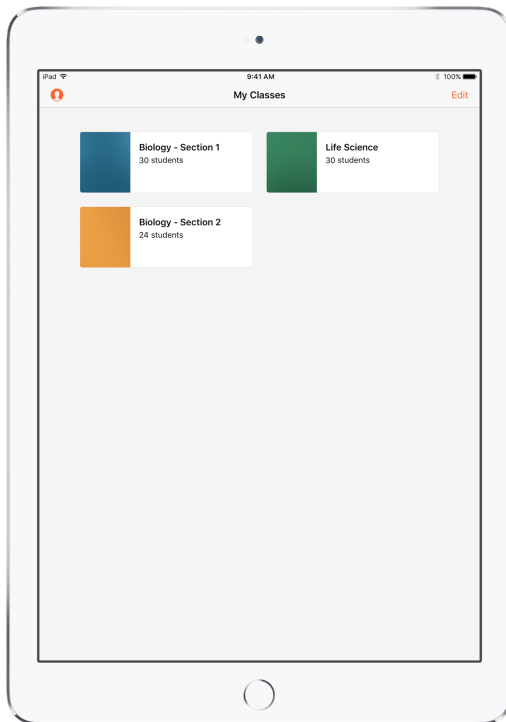 iPad 9:41 AM 100%
My Classes Edit
Biology - Section 1
30 students
Life Science
30 students
Biology - Section 2
24 students